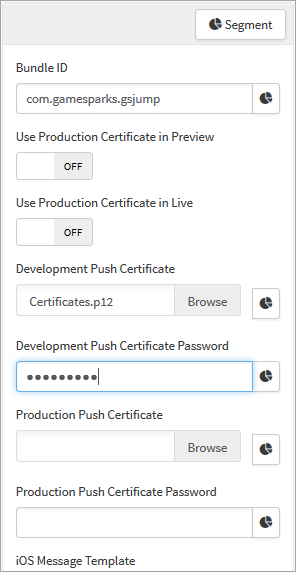 Segment
Bundle ID
com.gamesparks.gsjump
Use Production Certificate in Preview
OFF
Use Production Certificate in Live
OFF
Development Push Certificate
Certificates.p12 Browse
Development Push Certificate Password
●●●●●●●●●
Production Push Certificate
Browse
Production Push Certificate Password
iOS Message Template